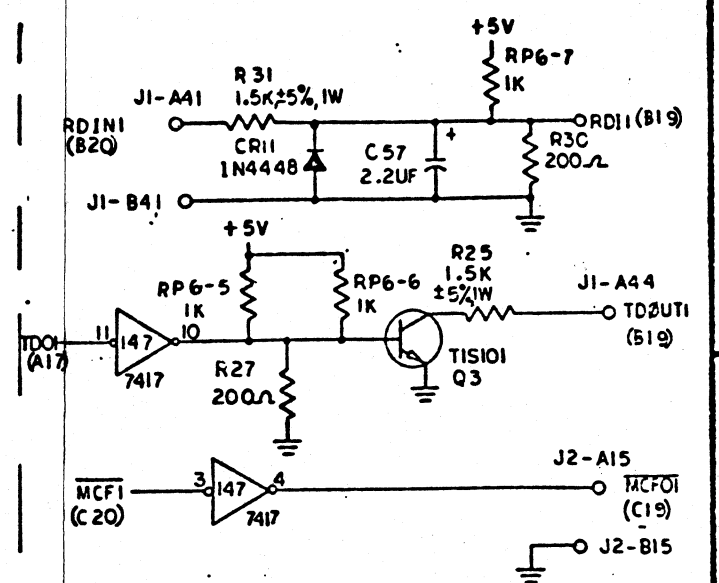 +5V
RP6-7
1K
R31
1.5K,±5%,1W
J1-A41
RDIN1
(B20)
RDI1(B19)
CR11
1N4448
C57
2.2UF
+
R30
200Ω
J1-B41
+5V
RP6-5
1K
RP6-6
1K
R25
1.5K
±5%,1W
J1-A44
TDØUT1
(B19)
TDO1
(A17)
11
147
10
7417
R27
200Ω
TIS101
Q3
MCF1
(C20)
3
147
4
7417
J2-A15
MCFO1
(C19)
J2-B15